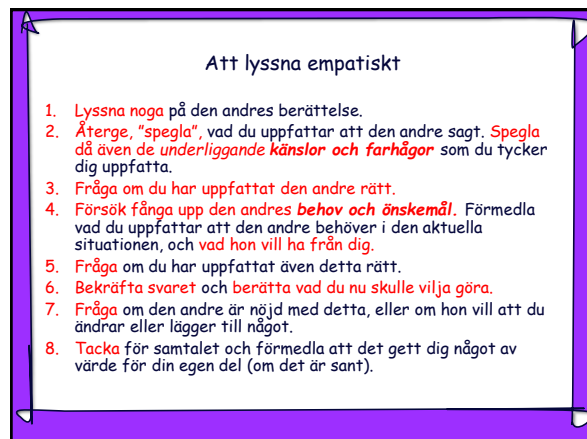 Att lyssna empatiskt
1. Lyssna noga på den andres berättelse.
2. Återge, "spegla", vad du uppfattar att den andre sagt. Spegla
då även de underliggande känslor och farhågor som du tycker
dig uppfatta.
3. Fråga om du har uppfattat den andre rätt.
4. Försök fånga upp den andres behov och önskemål. Förmedla
vad du uppfattar att den andre behöver i den aktuella
situationen, och vad hon vill ha från dig.
5. Fråga om du har uppfattat även detta rätt.
6. Bekräfta svaret och berätta vad du nu skulle vilja göra.
7. Fråga om den andre är nöjd med detta, eller om hon vill att du
ändrar eller lägger till något.
8. Tacka för samtalet och förmedla att det gett dig något av
värde för din egen del (om det är sant).